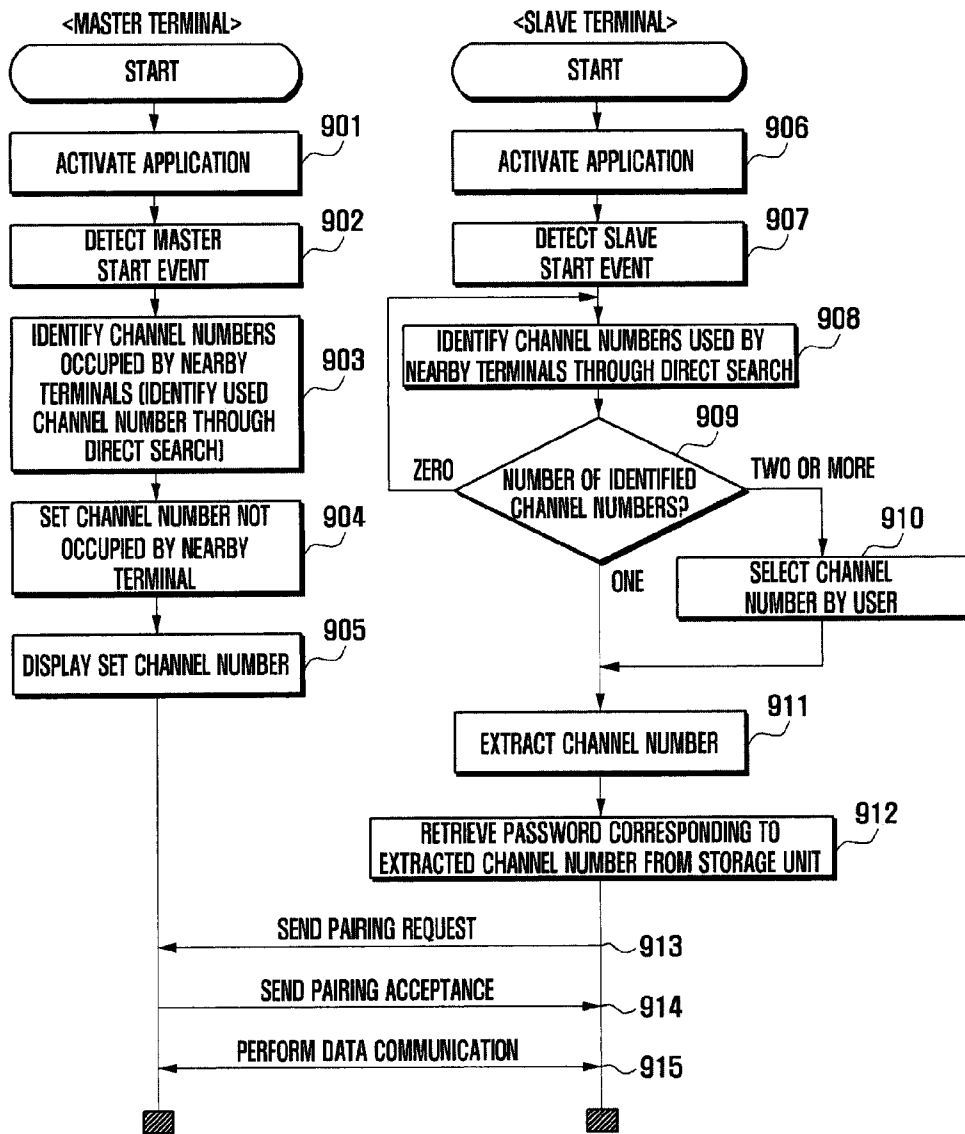 <MASTER TERMINAL>
START
901
ACTIVATE APPLICATION
902
DETECT MASTER
START EVENT
903
IDENTIFY CHANNEL NUMBERS
OCCUPIED BY NEARBY
TERMINALS (IDENTIFY USED
CHANNEL NUMBER THROUGH
DIRECT SEARCH)
904
SET CHANNEL NUMBER NOT
OCCUPIED BY NEARBY
TERMINAL
905
DISPLAY SET CHANNEL NUMBER
<SLAVE TERMINAL>
START
906
ACTIVATE APPLICATION
907
DETECT SLAVE
START EVENT
908
IDENTIFY CHANNEL NUMBERS USED BY
NEARBY TERMINALS THROUGH DIRECT SEARCH
909
ZERO
NUMBER OF IDENTIFIED
CHANNEL NUMBERS?
TWO OR MORE
910
SELECT CHANNEL
NUMBER BY USER
ONE
911
EXTRACT CHANNEL NUMBER
912
RETRIEVE PASSWORD CORRESPONDING TO
EXTRACTED CHANNEL NUMBER FROM STORAGE UNIT
SEND PAIRING REQUEST
913
SEND PAIRING ACCEPTANCE
914
PERFORM DATA COMMUNICATION
915